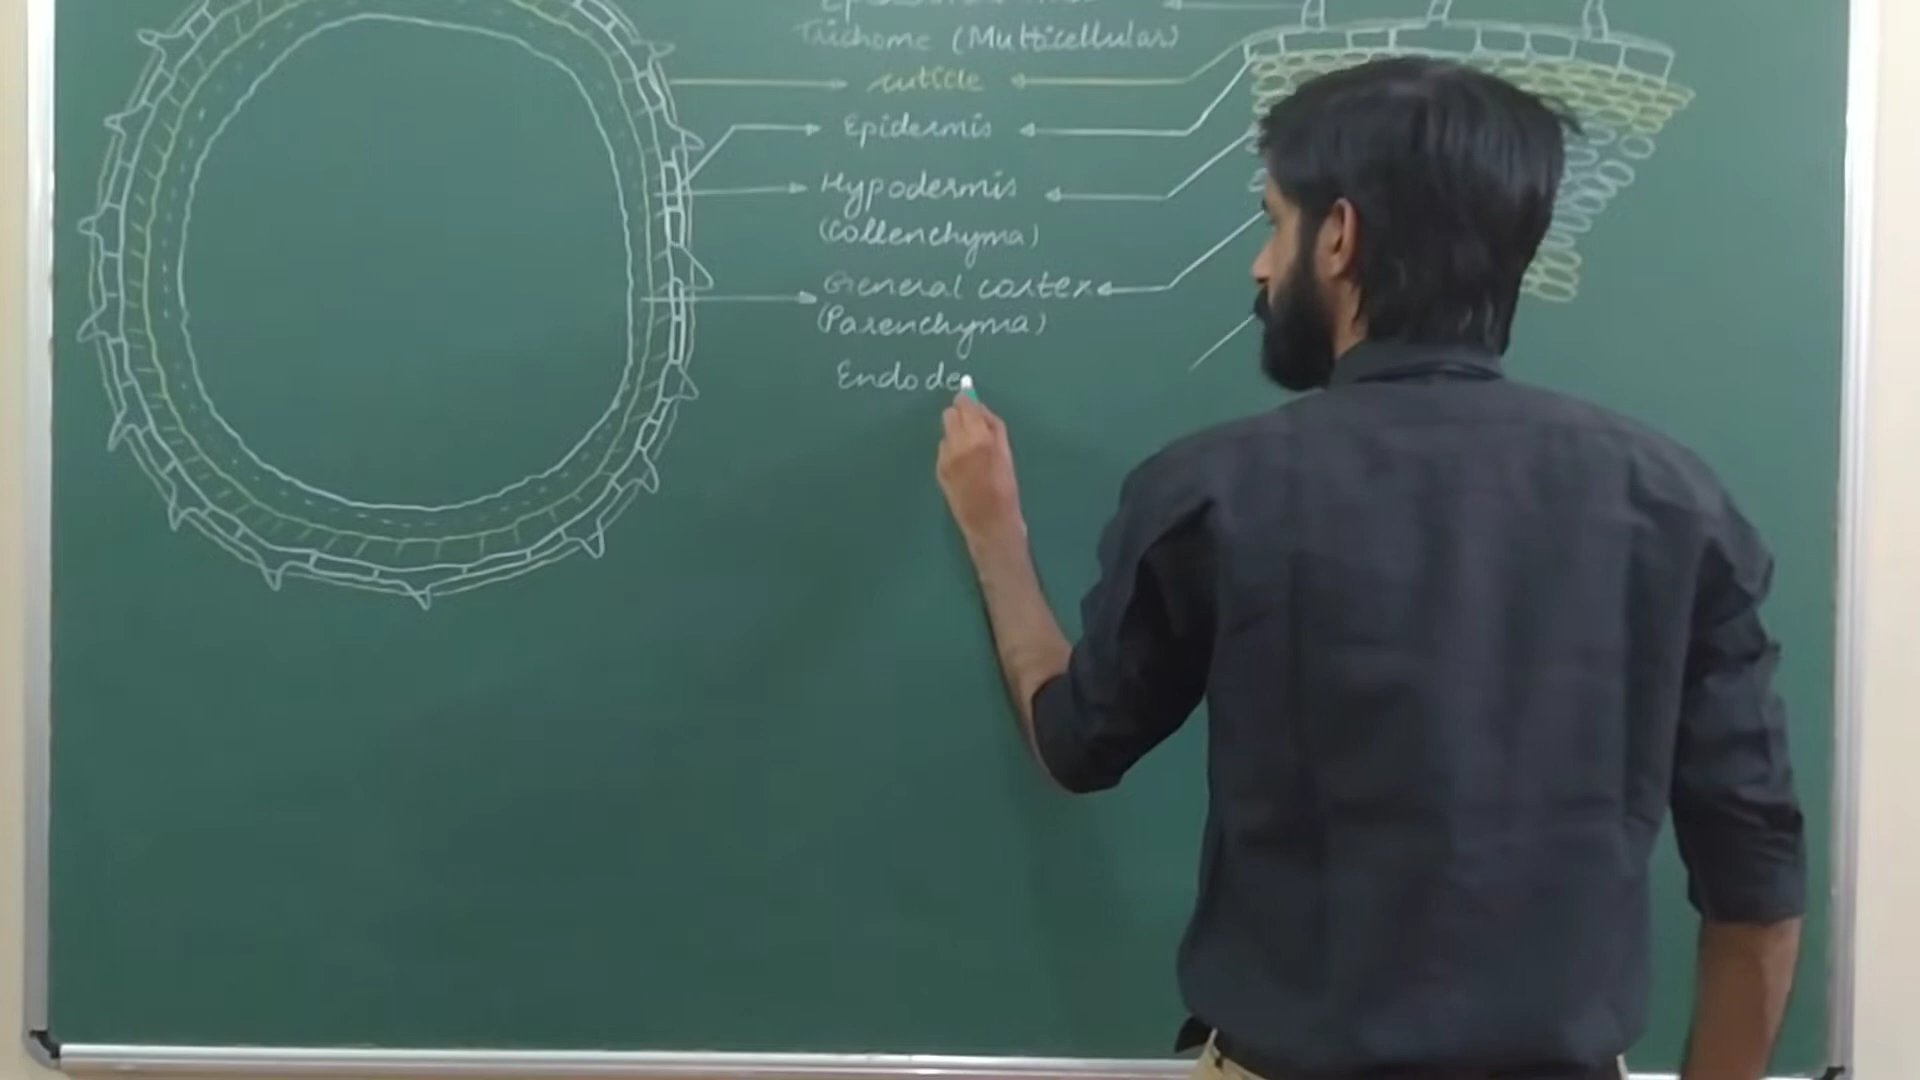 Trichome (Multicellular)
cuticle
Epidermis
Hypodermis
(Collenchyma)
General cortex
(Parenchyma)
Endode